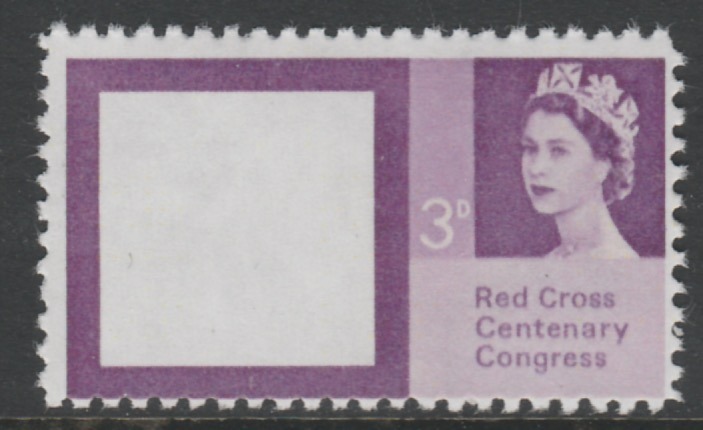 3D
Red Cross
Centenary
Congress